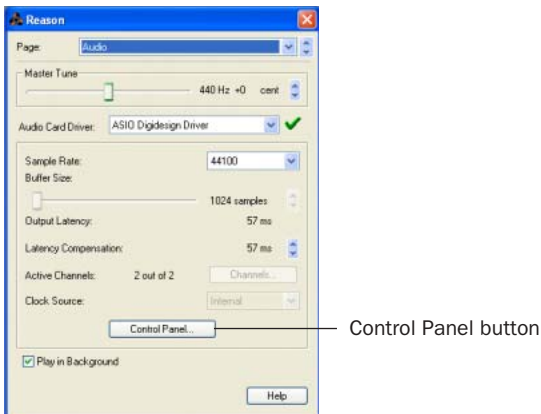 Reason
Page: Audio
Master Tune
440 Hz +0 cent
Audio Card Driver: ASIO Digidesign Driver
Sample Rate: 44100
Buffer Size:
1024 samples
Output Latency: 57 ms
Latency Compensation: 57 ms
Active Channels: 2 out of 2 Channels...
Clock Source: Internal
Control Panel... Control Panel button
Play in Background
Help